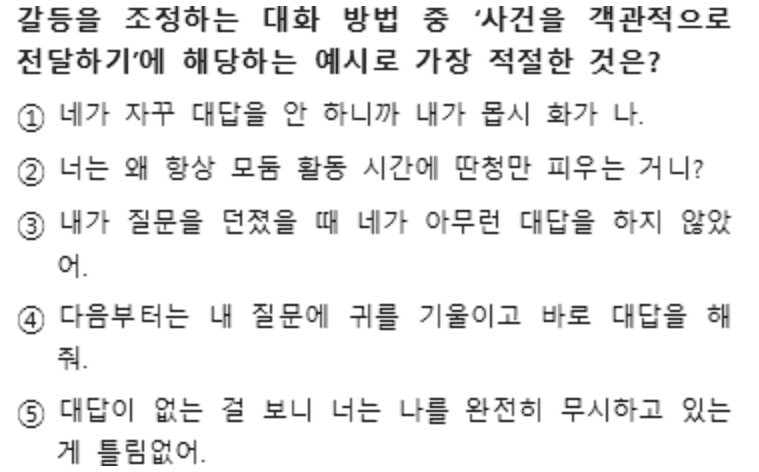 갈등을 조정하는 대화 방법 중 ‘사건을 객관적으로
전달하기’에 해당하는 예시로 가장 적절한 것은?
① 네가 자꾸 대답을 안 하니까 내가 몹시 화가 나.
② 너는 왜 항상 모둠 활동 시간에 딴청만 피우는 거니?
③ 내가 질문을 던졌을 때 네가 아무런 대답을 하지 않았
어.
④ 다음부터는 내 질문에 귀를 기울이고 바로 대답을 해
줘.
⑤ 대답이 없는 걸 보니 너는 나를 완전히 무시하고 있는
게 틀림없어.